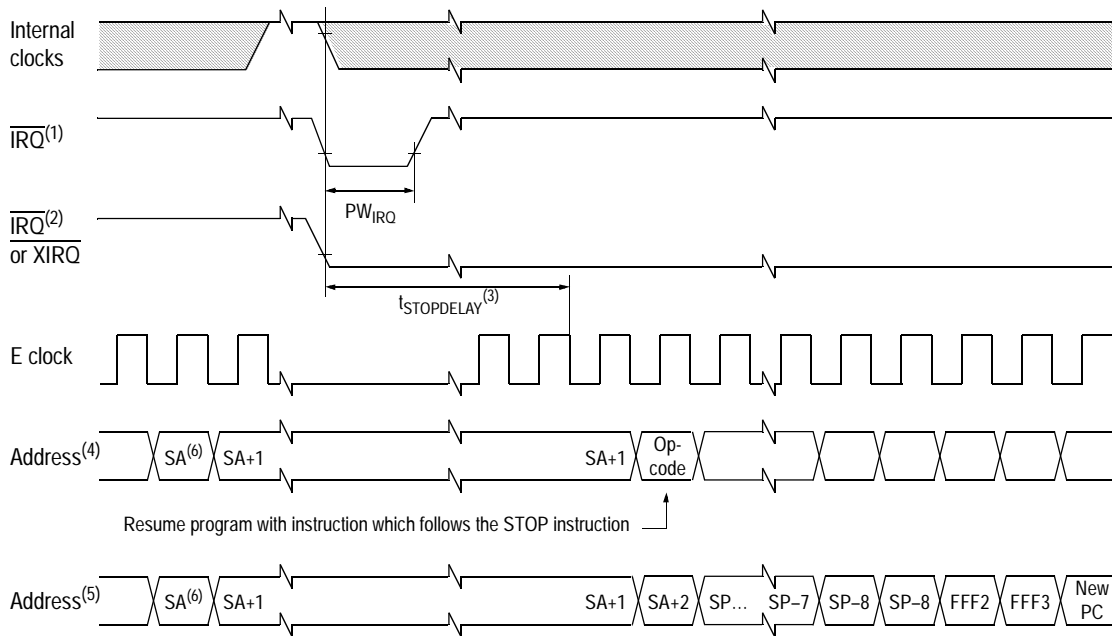 Internal
clocks
IRQ(1)
PWIRQ
IRQ(2)
or XIRQ
tSTOPDELAY(3)
E clock
Address(4) SA(6) SA+1 SA+1 Op-
code
Resume program with instruction which follows the STOP instruction
Address(5) SA(6) SA+1 SA+1 SA+2 SP... SP–7 SP–8 SP–8 FFF2 FFF3 New
PC